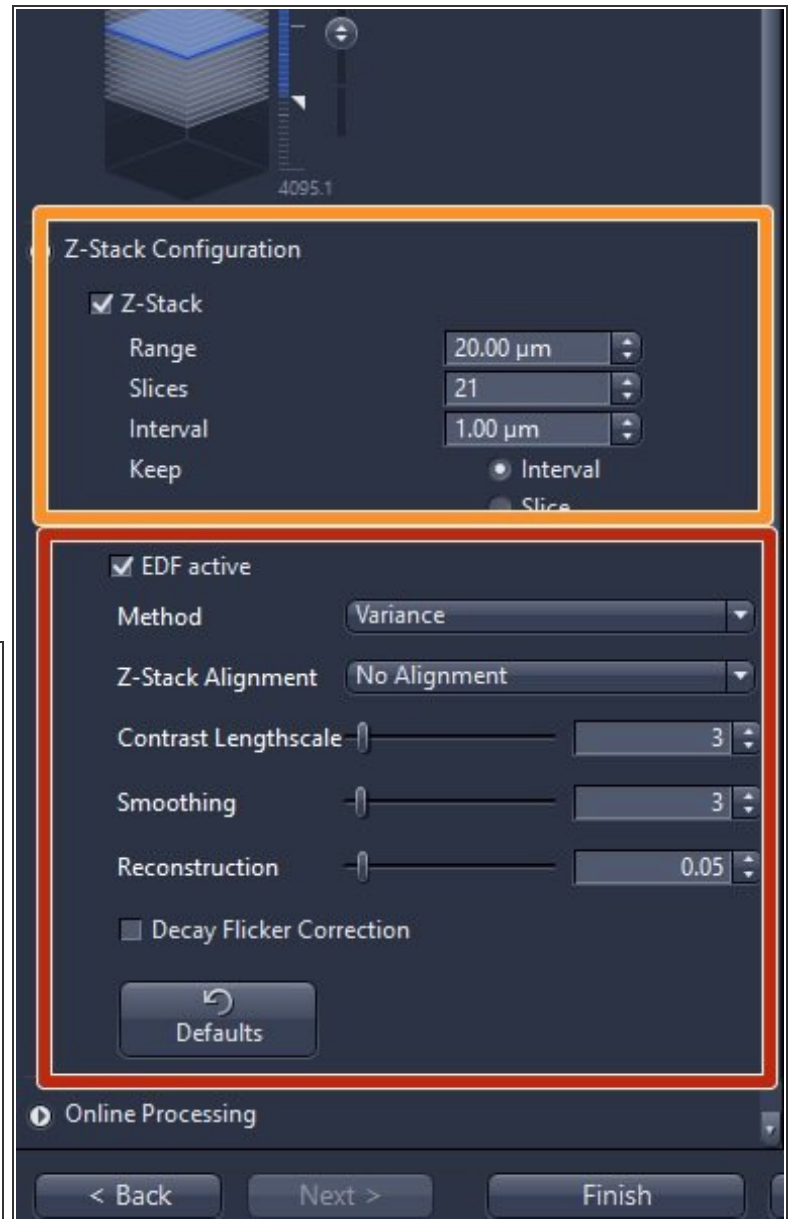 4095.1
Z-Stack Configuration
Z-Stack
Range 20.00 µm
Slices 21
Interval 1.00 µm
Keep Interval
Slice
EDF active
Method Variance
Z-Stack Alignment No Alignment
Contrast Lengthscale 3
Smoothing 3
Reconstruction 0.05
Decay Flicker Correction
Defaults
Online Processing
< Back Next > Finish